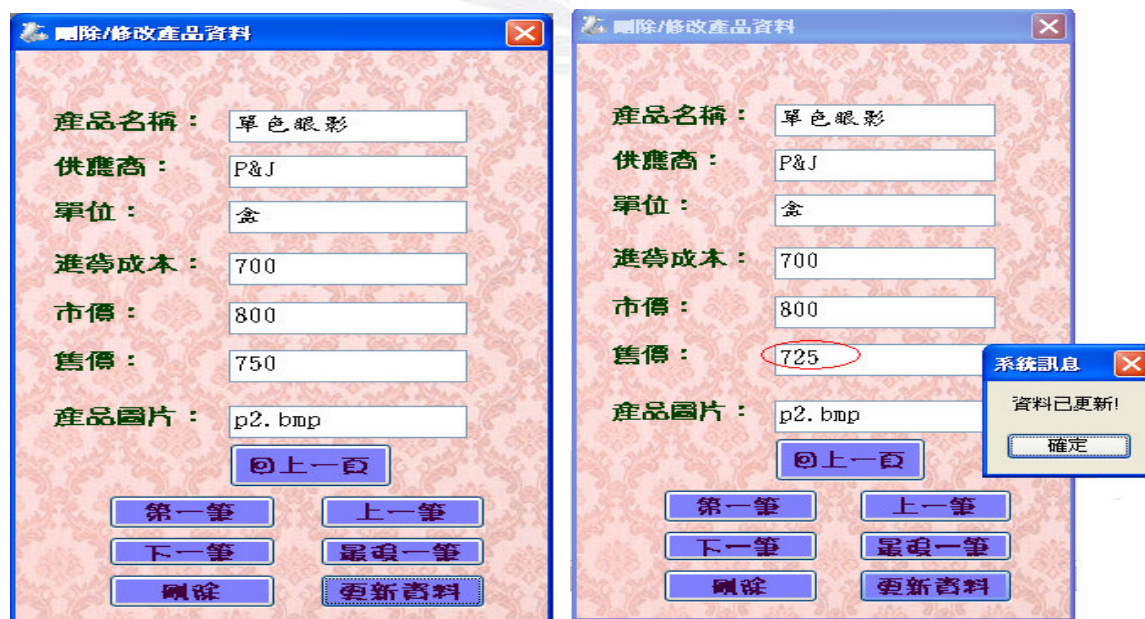 刪除/修改產品資料
產品名稱： 單色眼影
供應商： P&J
單位： 盒
進貨成本： 700
市價： 800
售價： 750
產品圖片： p2.bmp
回上一頁
第一筆 上一筆
下一筆 最後一筆
刪除 更新資料
刪除/修改產品資料
產品名稱： 單色眼影
供應商： P&J
單位： 盒
進貨成本： 700
市價： 800
售價： 725
產品圖片： p2.bmp
回上一頁
第一筆 上一筆
下一筆 最後一筆
刪除 更新資料
系統訊息
資料已更新!
確定